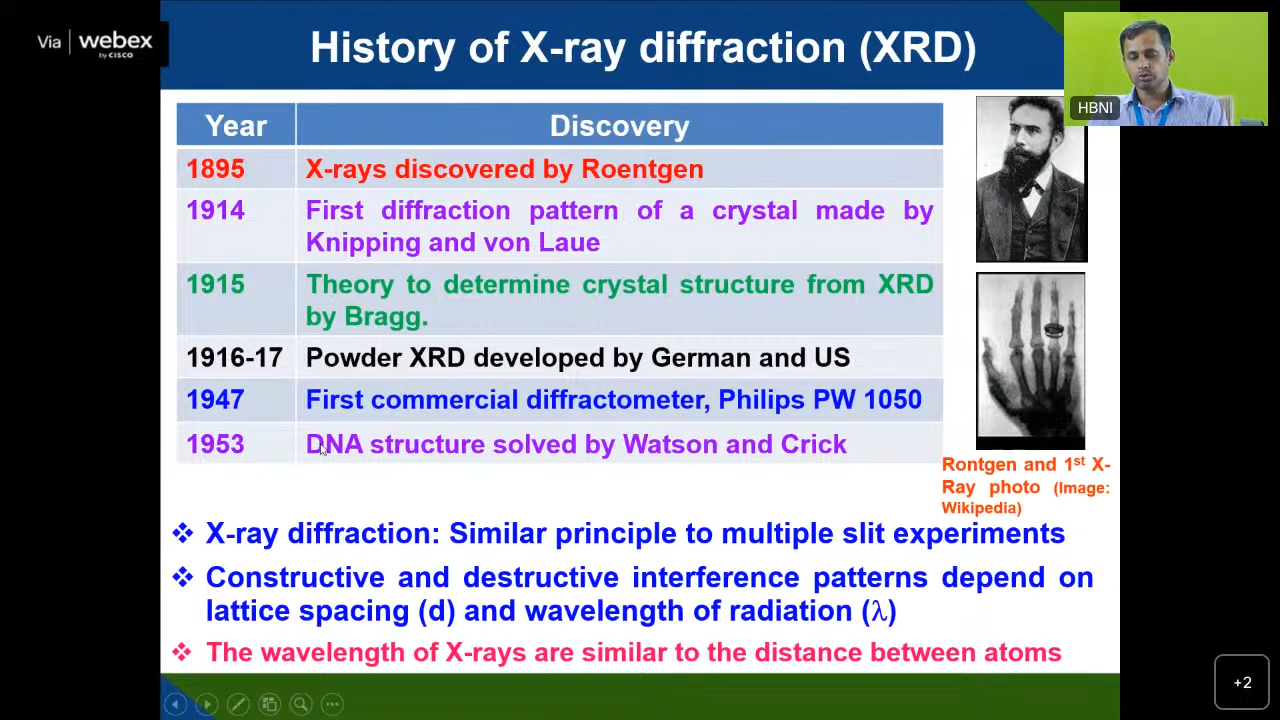 Via | webex
by CISCO
History of X-ray diffraction (XRD)
HBNI
Year Discovery
1895 X-rays discovered by Roentgen
1914 First diffraction pattern of a crystal made by
Knipping and von Laue
1915 Theory to determine crystal structure from XRD
by Bragg.
1916-17 Powder XRD developed by German and US
1947 First commercial diffractometer, Philips PW 1050
1953 DNA structure solved by Watson and Crick
Rontgen and 1st X-
Ray photo (Image:
Wikipedia)
❖ X-ray diffraction: Similar principle to multiple slit experiments
❖ Constructive and destructive interference patterns depend on
lattice spacing (d) and wavelength of radiation (λ)
❖ The wavelength of X-rays are similar to the distance between atoms
+2